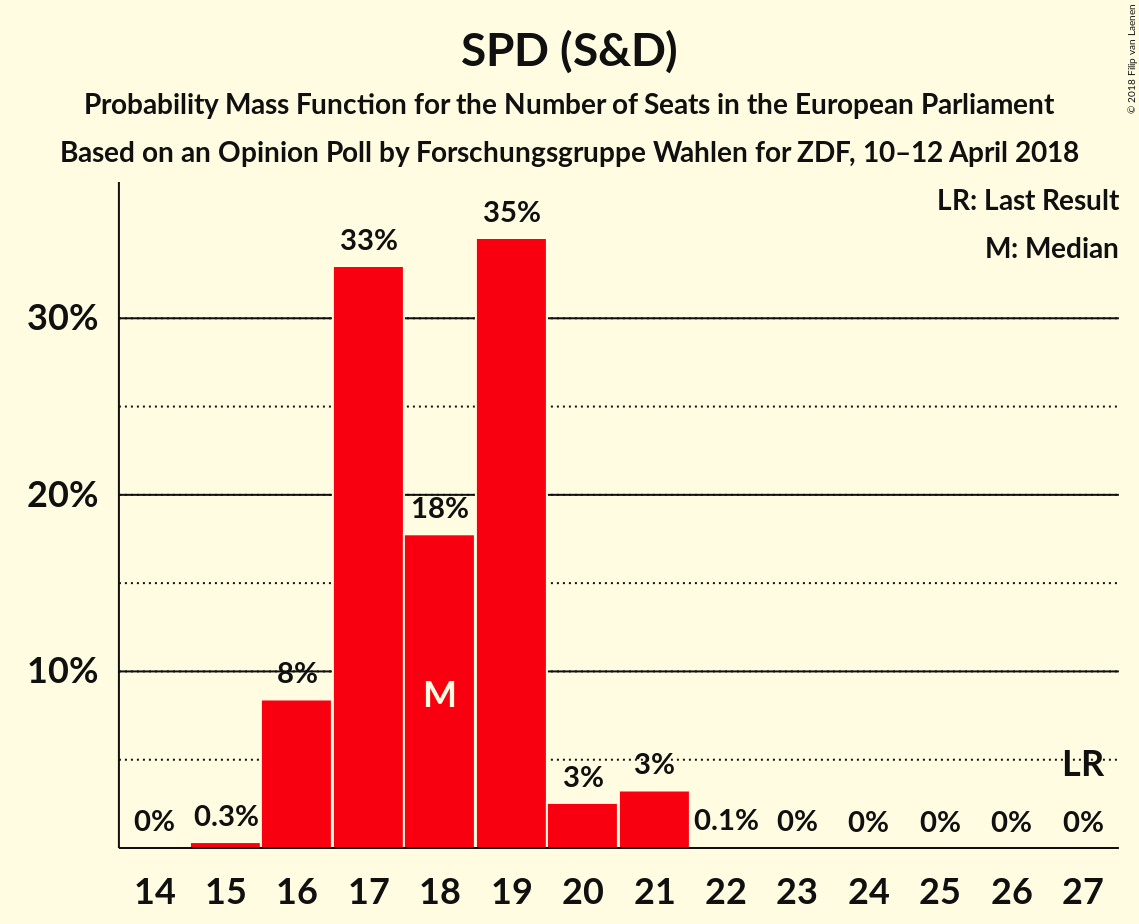 SPD (S&D)
Probability Mass Function for the Number of Seats in the European Parliament
Based on an Opinion Poll by Forschungsgruppe Wahlen for ZDF, 10–12 April 2018
© 2018 Filip van Laenen
LR: Last Result
M: Median
30%
20%
10%
0%
0.3%
8%
33%
18%
35%
3%
3%
0.1%
0%
0%
0%
0%
0%
M
LR
14 15 16 17 18 19 20 21 22 23 24 25 26 27